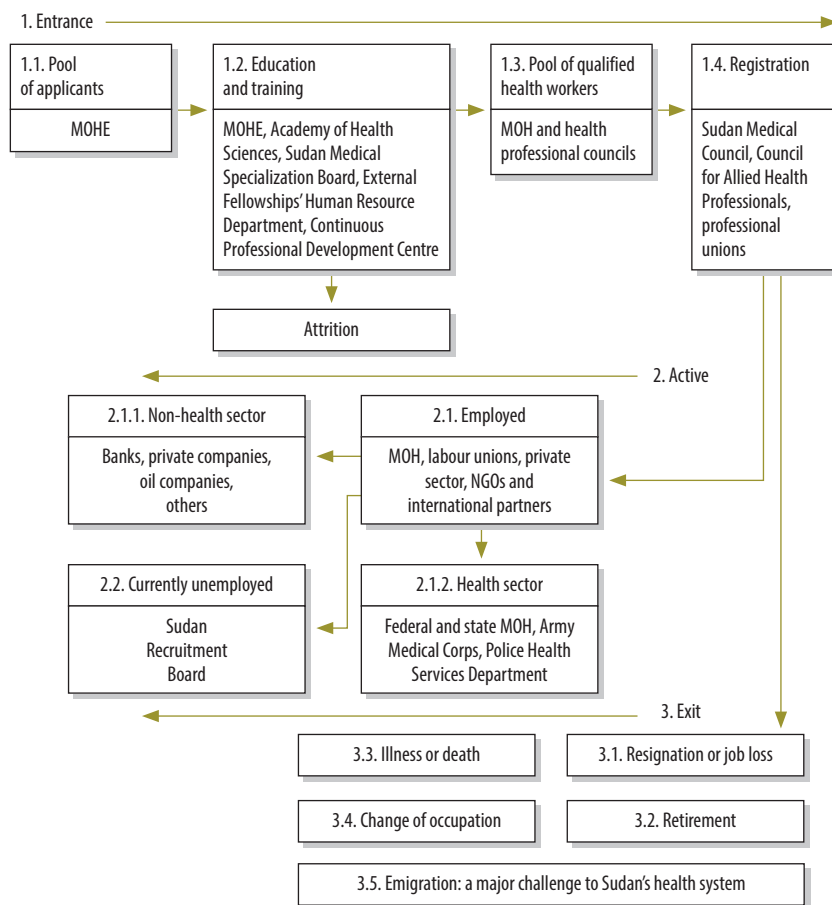 1. Entrance
1.1. Pool
of applicants
MOHE
1.2. Education
and training
MOHE, Academy of Health
Sciences, Sudan Medical
Specialization Board, External
Fellowships’ Human Resource
Department, Continuous
Professional Development Centre
1.3. Pool of qualified
health workers
MOH and health
professional councils
1.4. Registration
Sudan Medical
Council, Council
for Allied Health
Professionals,
professional
unions
Attrition
2. Active
2.1.1. Non-health sector
Banks, private companies,
oil companies,
others
2.1. Employed
MOH, labour unions, private
sector, NGOs and
international partners
2.2. Currently unemployed
Sudan
Recruitment
Board
2.1.2. Health sector
Federal and state MOH, Army
Medical Corps, Police Health
Services Department
3. Exit
3.3. Illness or death
3.1. Resignation or job loss
3.4. Change of occupation
3.2. Retirement
3.5. Emigration: a major challenge to Sudan’s health system